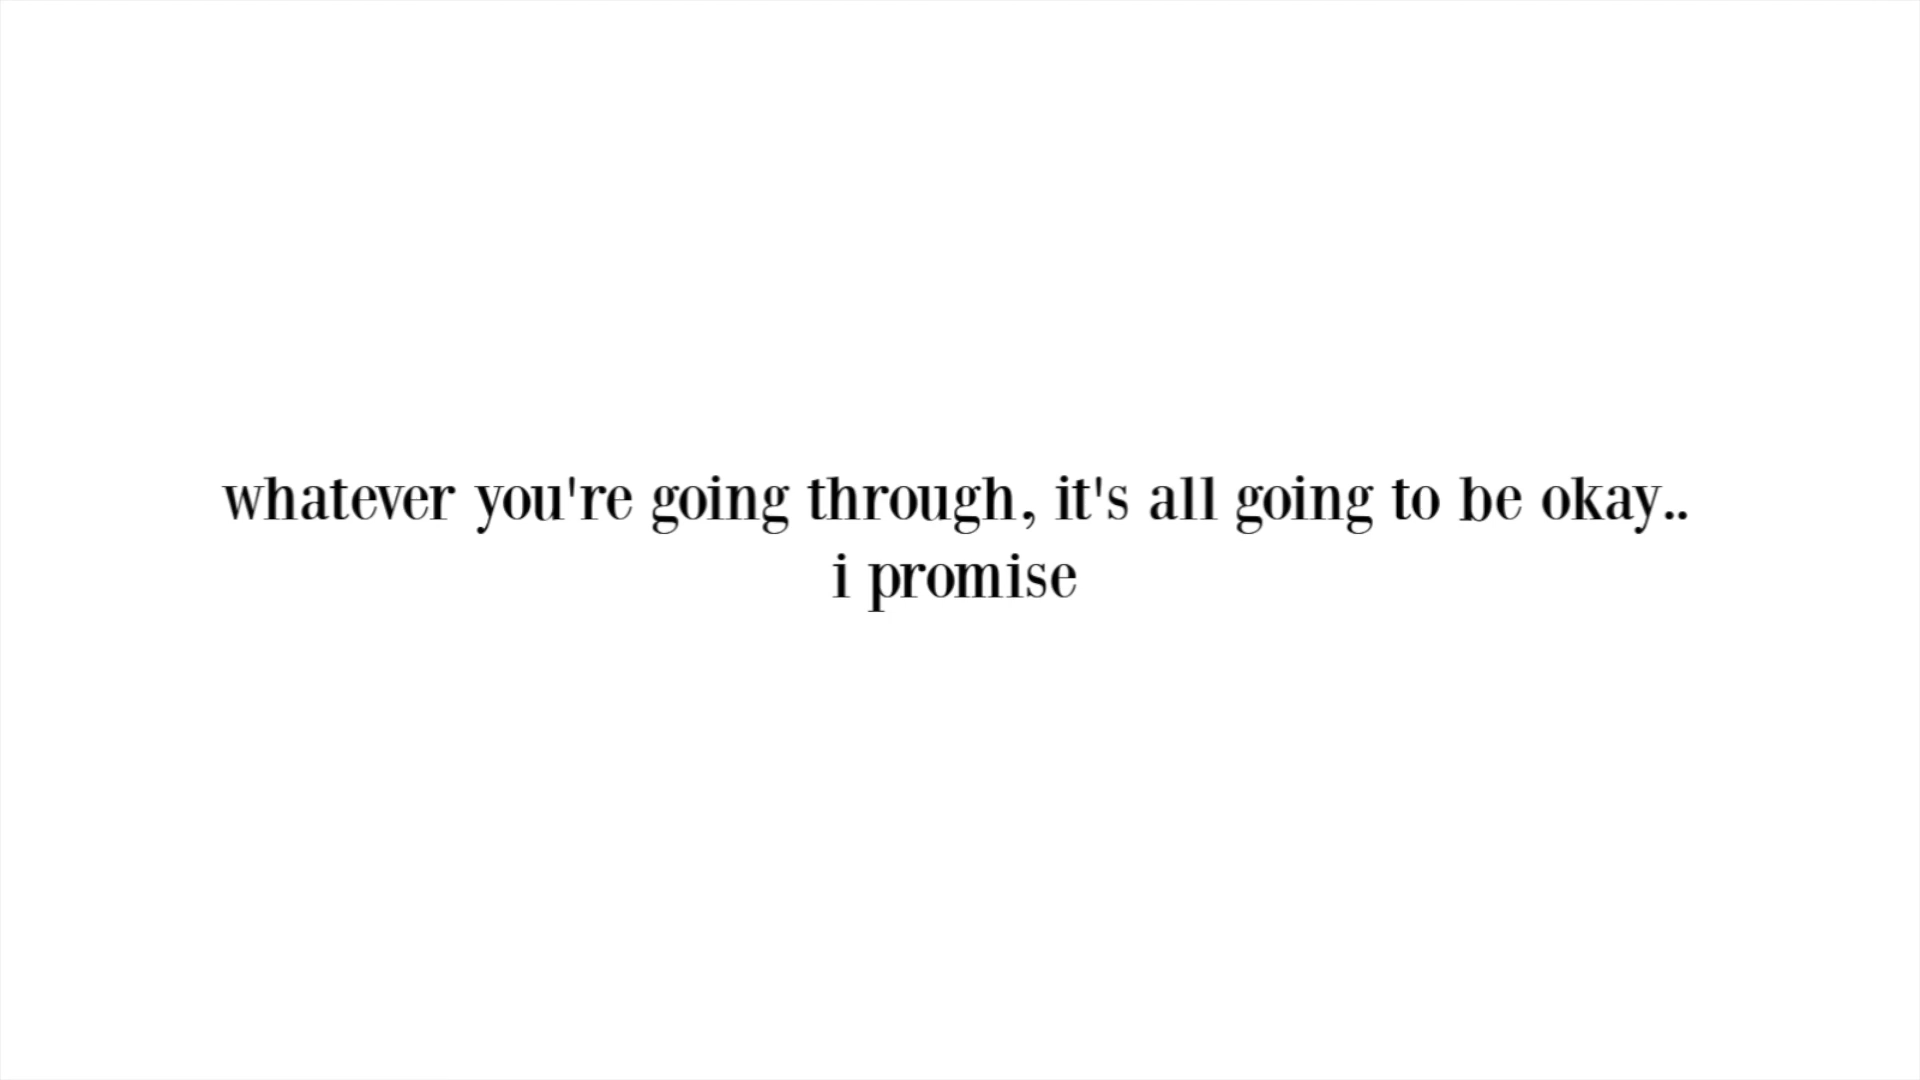 whatever you're going through, it's all going to be okay..
i promise